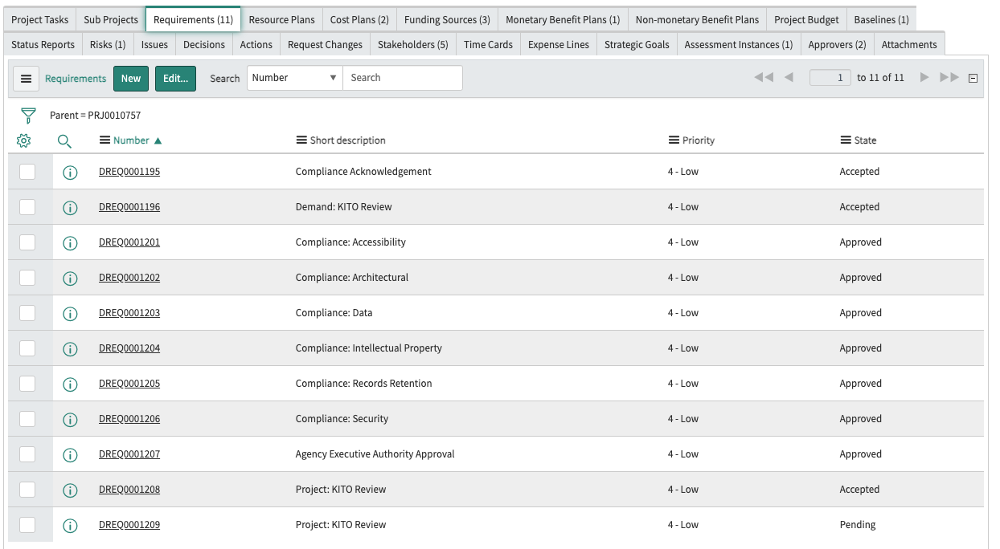 Project Tasks Sub Projects Requirements (11) Resource Plans Cost Plans (2) Funding Sources (3) Monetary Benefit Plans (1) Non-monetary Benefit Plans Project Budget Baselines (1)
Status Reports Risks (1) Issues Decisions Actions Request Changes Stakeholders (5) Time Cards Expense Lines Strategic Goals Assessment Instances (1) Approvers (2) Attachments
Requirements New Edit... Search Number Search 1 to 11 of 11
Parent = PRJ0010757
Number Short description Priority State
DREQ0001195 Compliance Acknowledgement 4 - Low Accepted
DREQ0001196 Demand: KITO Review 4 - Low Accepted
DREQ0001201 Compliance: Accessibility 4 - Low Approved
DREQ0001202 Compliance: Architectural 4 - Low Approved
DREQ0001203 Compliance: Data 4 - Low Approved
DREQ0001204 Compliance: Intellectual Property 4 - Low Approved
DREQ0001205 Compliance: Records Retention 4 - Low Approved
DREQ0001206 Compliance: Security 4 - Low Approved
DREQ0001207 Agency Executive Authority Approval 4 - Low Approved
DREQ0001208 Project: KITO Review 4 - Low Accepted
DREQ0001209 Project: KITO Review 4 - Low Pending